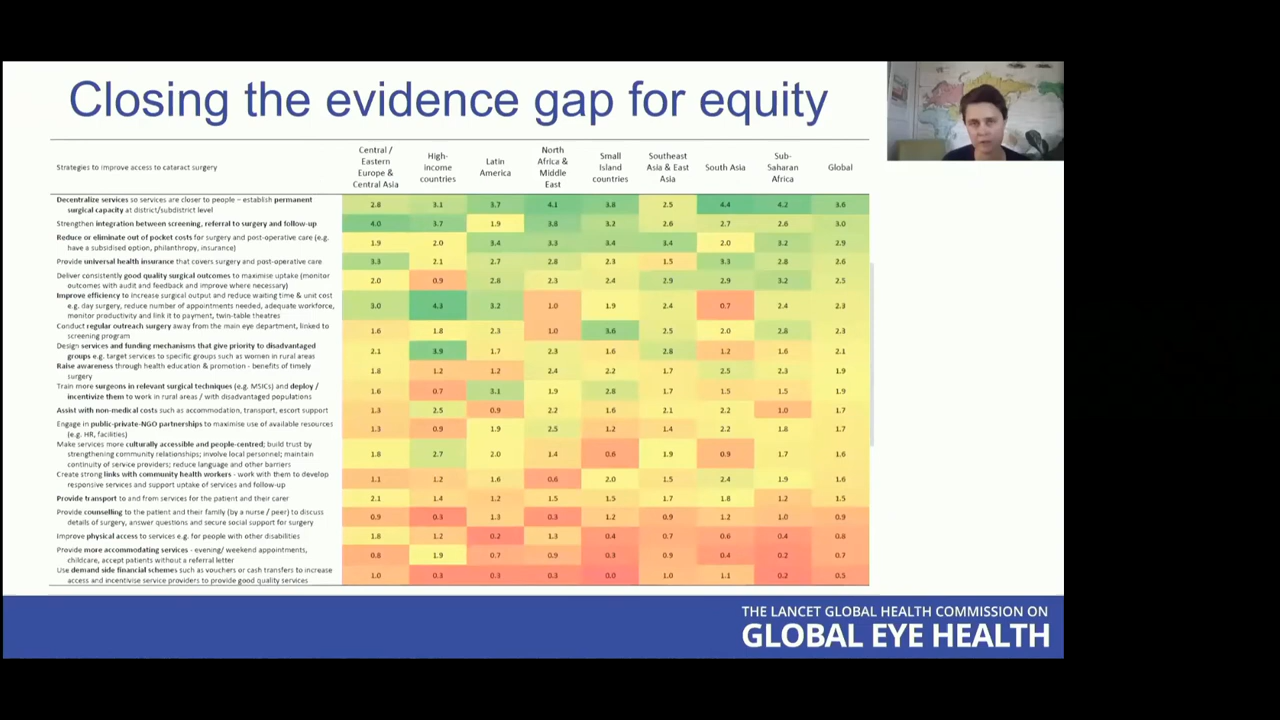 Closing the evidence gap for equity
Strategies to improve access to cataract surgery
Central /
Eastern
Europe &
Central Asia
High-
income
countries
Latin
America
North
Africa &
Middle
East
Small
Island
countries
Southeast
Asia & East
Asia
South Asia
Sub-
Saharan
Africa
Global
Decentralize services so services are closer to people – establish permanent
surgical capacity at district/subdistrict level
2.8 3.1 3.7 4.1 3.8 2.5 4.4 4.2 3.6
Strengthen integration between screening, referral to surgery and follow-up
4.0 3.7 1.9 3.8 3.2 2.6 2.7 2.6 3.0
Reduce or eliminate out of pocket costs for surgery and post-operative care (e.g.
have a subsidised option, philanthropy, insurance)
1.9 2.0 3.4 3.3 3.4 3.4 2.0 3.2 2.9
Provide universal health insurance that covers surgery and post-operative care
3.3 2.1 2.7 2.8 2.3 1.5 3.3 2.8 2.6
Deliver consistently good quality surgical outcomes to maximise uptake (monitor
outcomes with audit and feedback and improve where necessary)
2.0 0.9 2.8 2.3 2.4 2.9 2.9 3.2 2.5
Improve efficiency to increase surgical output and reduce waiting time & unit cost
e.g. day surgery, reduce number of appointments needed, adequate workforce,
monitor productivity and link it to payment, twin-table theatres
3.0 4.3 3.2 1.0 1.9 2.4 0.7 2.4 2.3
Conduct regular outreach surgery away from the main eye department, linked to
screening program
1.6 1.8 2.3 1.0 3.6 2.5 2.0 2.8 2.3
Design services and funding mechanisms that give priority to disadvantaged
groups e.g. target services to specific groups such as women in rural areas
2.1 3.9 1.7 2.3 1.6 2.8 1.2 1.6 2.1
Raise awareness through health education & promotion - benefits of timely
surgery
1.8 1.2 1.2 2.4 2.2 1.7 2.5 2.3 1.9
Train more surgeons in relevant surgical techniques (e.g. MSICs) and deploy /
incentivize them to work in rural areas / with disadvantaged populations
1.6 0.7 3.1 1.9 2.8 1.7 1.5 1.5 1.9
Assist with non-medical costs such as accommodation, transport, escort support
1.3 2.5 0.9 2.2 1.6 2.1 2.2 1.0 1.7
Engage in public-private-NGO partnerships to maximise use of available resources
(e.g. HR, facilities)
1.3 0.9 1.9 2.5 1.2 1.4 2.2 1.8 1.7
Make services more culturally accessible and people-centred; build trust by
strengthening community relationships; involve local personnel; maintain
continuity of service providers; reduce language and other barriers
1.8 2.7 2.0 1.4 0.6 1.9 0.9 1.7 1.6
Create strong links with community health workers - work with them to develop
responsive services and support uptake of services and follow-up
1.1 1.2 1.6 0.6 2.0 1.5 2.4 1.9 1.6
Provide transport to and from services for the patient and their carer
2.1 1.4 1.2 1.5 1.5 1.7 1.8 1.2 1.5
Provide counselling to the patient and their family (by a nurse / peer) to discuss
details of surgery, answer questions and secure social support for surgery
0.9 0.3 1.3 0.3 1.2 0.9 1.2 1.0 0.9
Improve physical access to services e.g. for people with other disabilities
1.8 1.2 0.2 1.3 0.4 0.7 0.6 0.4 0.8
Provide more accommodating services - evening/ weekend appointments,
childcare, accept patients without a referral letter
0.8 1.9 0.7 0.9 0.3 0.9 0.4 0.2 0.7
Use demand side financial schemes such as vouchers or cash transfers to increase
access and incentivise service providers to provide good quality services
1.0 0.3 0.3 0.3 0.0 1.0 1.1 0.2 0.5
THE LANCET GLOBAL HEALTH COMMISSION ON
GLOBAL EYE HEALTH